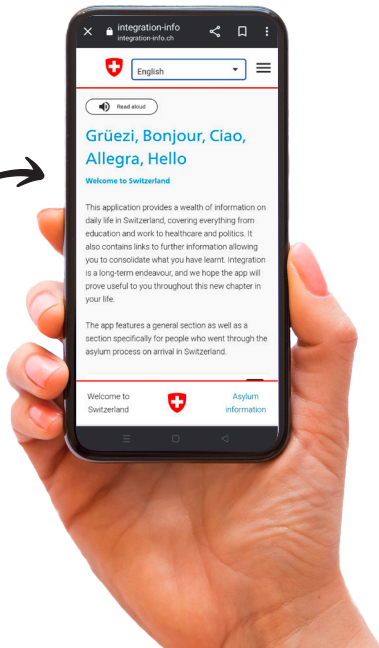 integration-info
integration-info.ch
English
Read aloud
Grüezi, Bonjour, Ciao,
Allegra, Hello
Welcome to Switzerland
This application provides a wealth of information on
daily life in Switzerland, covering everything from
education and work to healthcare and politics. It
also contains links to further information allowing
you to consolidate what you have learnt. Integration
is a long-term endeavour, and we hope the app will
prove useful to you throughout this new chapter in
your life.
The app features a general section as well as a
section specifically for people who went through the
asylum process on arrival in Switzerland.
Welcome to
Switzerland
Asylum
information